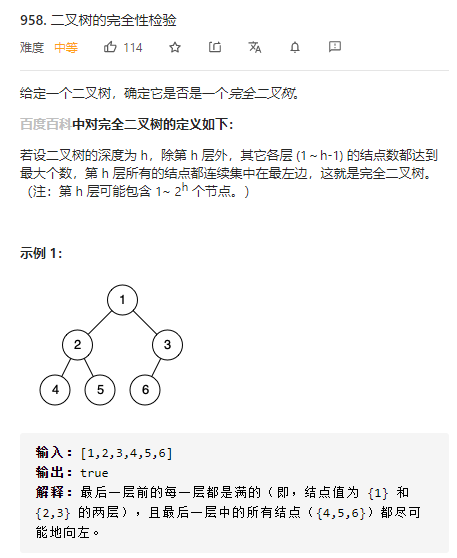 958. 二叉树的完全性检验
难度 中等 114
给定一个二叉树，确定它是否是一个完全二叉树。
百度百科中对完全二叉树的定义如下：
若设二叉树的深度为 h，除第 h 层外，其它各层 (1～h-1) 的结点数都达到
最大个数，第 h 层所有的结点都连续集中在最左边，这就是完全二叉树。
（注：第 h 层可能包含 1~ 2^h 个节点。）
示例 1：
1
2 3
4 5 6
输入：[1,2,3,4,5,6]
输出：true
解释：最后一层前的每一层都是满的（即，结点值为 {1} 和
{2,3} 的两层），且最后一层中的所有结点（{4,5,6}）都尽可
能地向左。